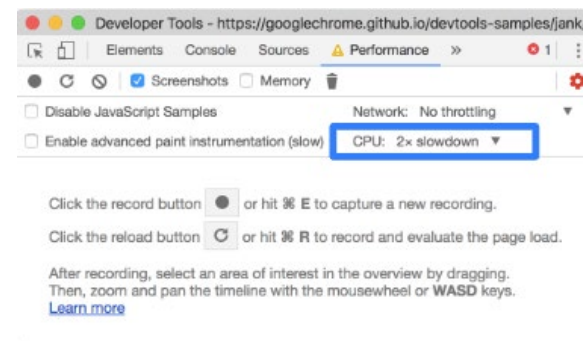 Developer Tools - https://googlechrome.github.io/devtools-samples/jank
Elements Console Sources Performance » 1
Screenshots Memory
Disable JavaScript Samples Network: No throttling
Enable advanced paint instrumentation (slow) CPU: 2× slowdown
Click the record button or hit ⌘ E to capture a new recording.
Click the reload button or hit ⌘ R to record and evaluate the page load.
After recording, select an area of interest in the overview by dragging.
Then, zoom and pan the timeline with the mousewheel or WASD keys.
Learn more